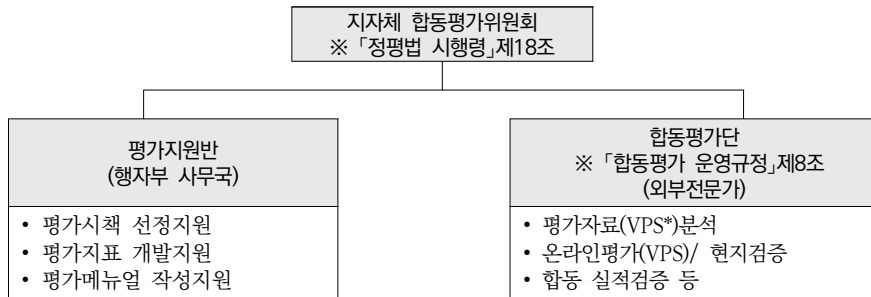 지자체 합동평가위원회
※ 「정평법 시행령」제18조
평가지원반
(행자부 사무국)
• 평가시책 선정지원
• 평가지표 개발지원
• 평가메뉴얼 작성지원
합동평가단
※ 「합동평가 운영규정」제8조
(외부전문가)
• 평가자료(VPS*)분석
• 온라인평가(VPS)/ 현지검증
• 합동 실적검증 등